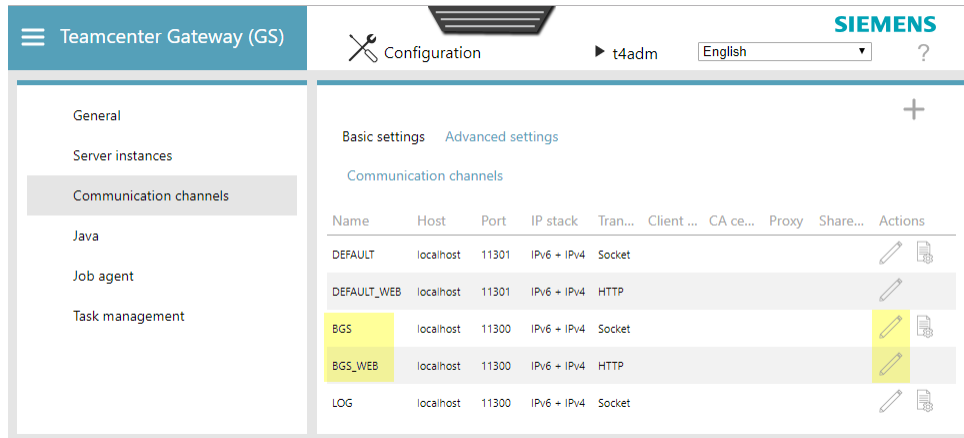 SIEMENS
Teamcenter Gateway (GS)
Configuration
t4adm
English
?
General
Server instances
Communication channels
Java
Job agent
Task management
Basic settings Advanced settings
Communication channels
Name Host Port IP stack Tran... Client ... CA ce... Proxy Share... Actions
DEFAULT localhost 11301 IPv6 + IPv4 Socket
DEFAULT_WEB localhost 11301 IPv6 + IPv4 HTTP
BGS localhost 11300 IPv6 + IPv4 Socket
BGS_WEB localhost 11300 IPv6 + IPv4 HTTP
LOG localhost 11300 IPv6 + IPv4 Socket